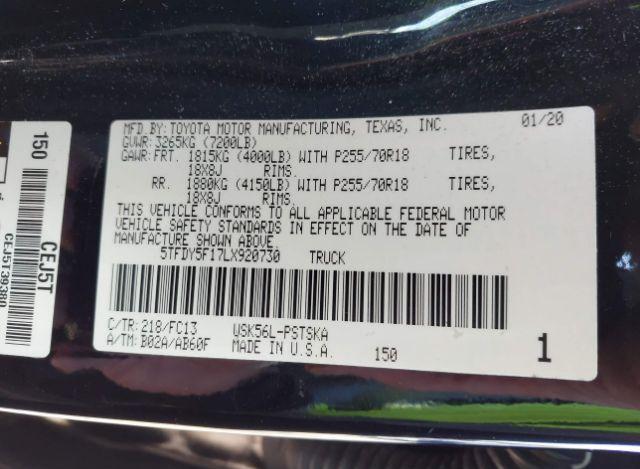 MFD BY: TOYOTA MOTOR MANUFACTURING, TEXAS, INC. 01/20
GVWR: 3265KG (7200LB)
GAWR: FRT. 1815KG (4000LB) WITH P255/70R18 TIRES,
18X8J RIMS.
RR. 1880KG (4150LB) WITH P255/70R18 TIRES,
18X8J RIMS.
THIS VEHICLE CONFORMS TO ALL APPLICABLE FEDERAL MOTOR
VEHICLE SAFETY STANDARDS IN EFFECT ON THE DATE OF
MANUFACTURE SHOWN ABOVE.
5TFDY5F17LX920730 TRUCK
C/TR: 218/FC13 USK56L-PSTSKA
A/TM: B02A/AB60F MADE IN U.S.A. 150 1
150
CEJ5T
CEJ5T39380